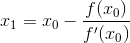 x_1 = x_0 - \frac{f(x_0)}{f'(x_0)}